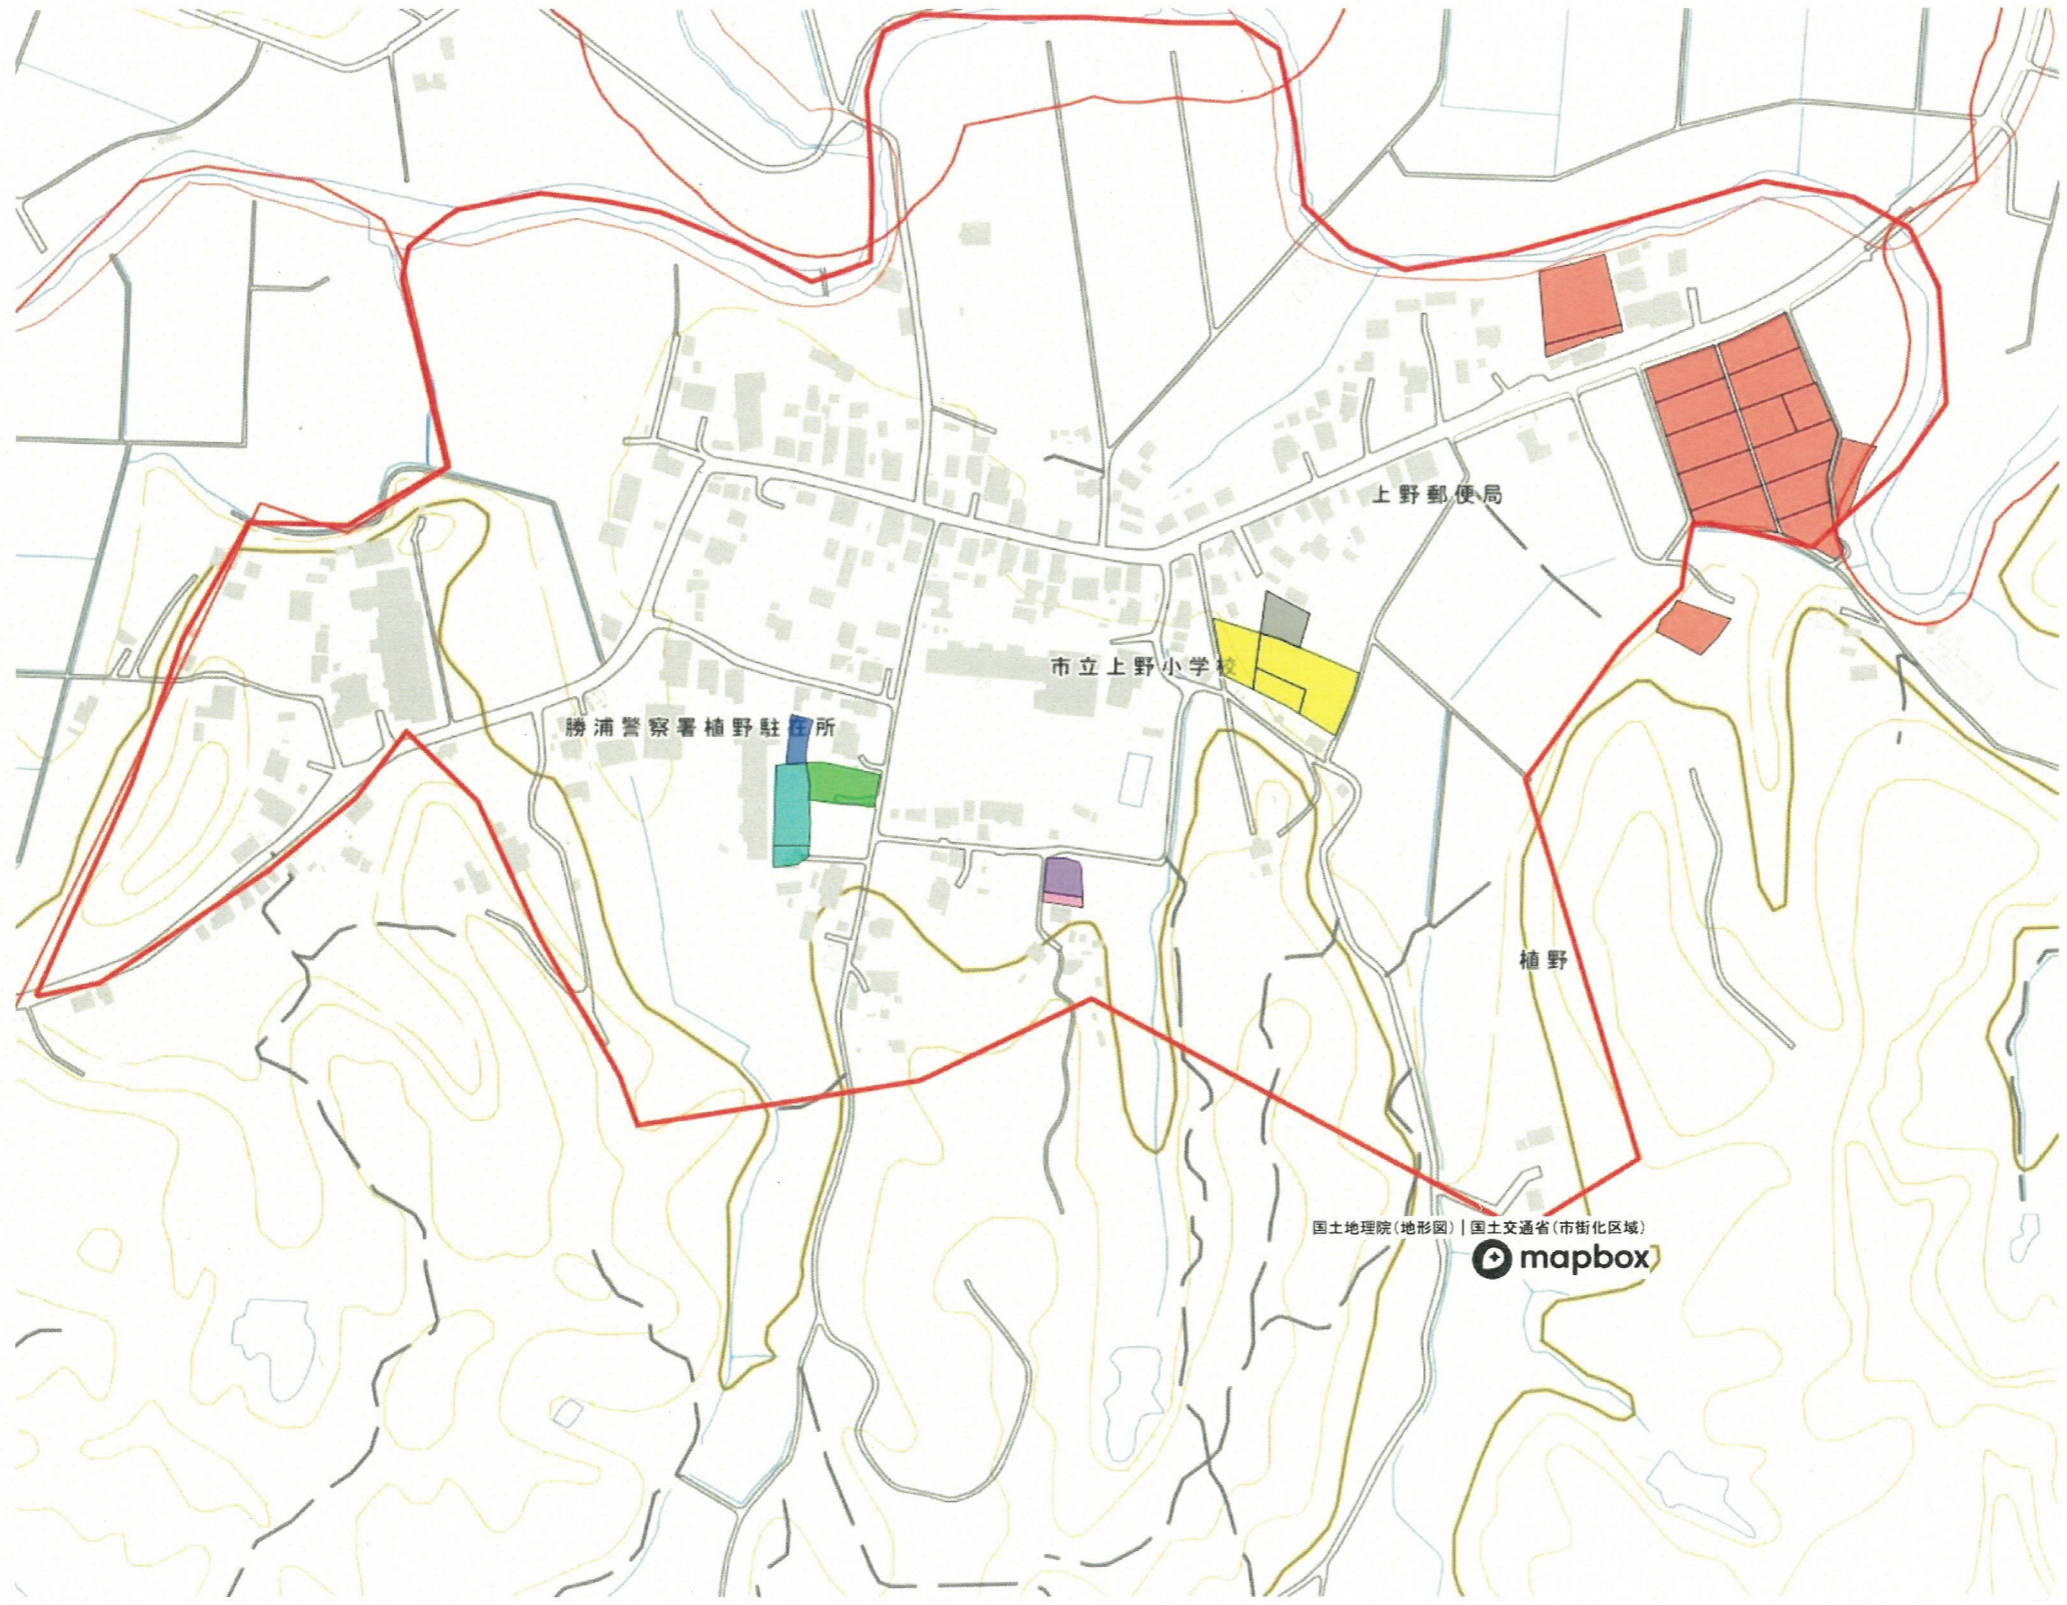 上野郵便局
市立上野小学校
勝浦警察署植野駐在所
植野
国土地理院(地形図) | 国土交通省(市街化区域)
mapbox